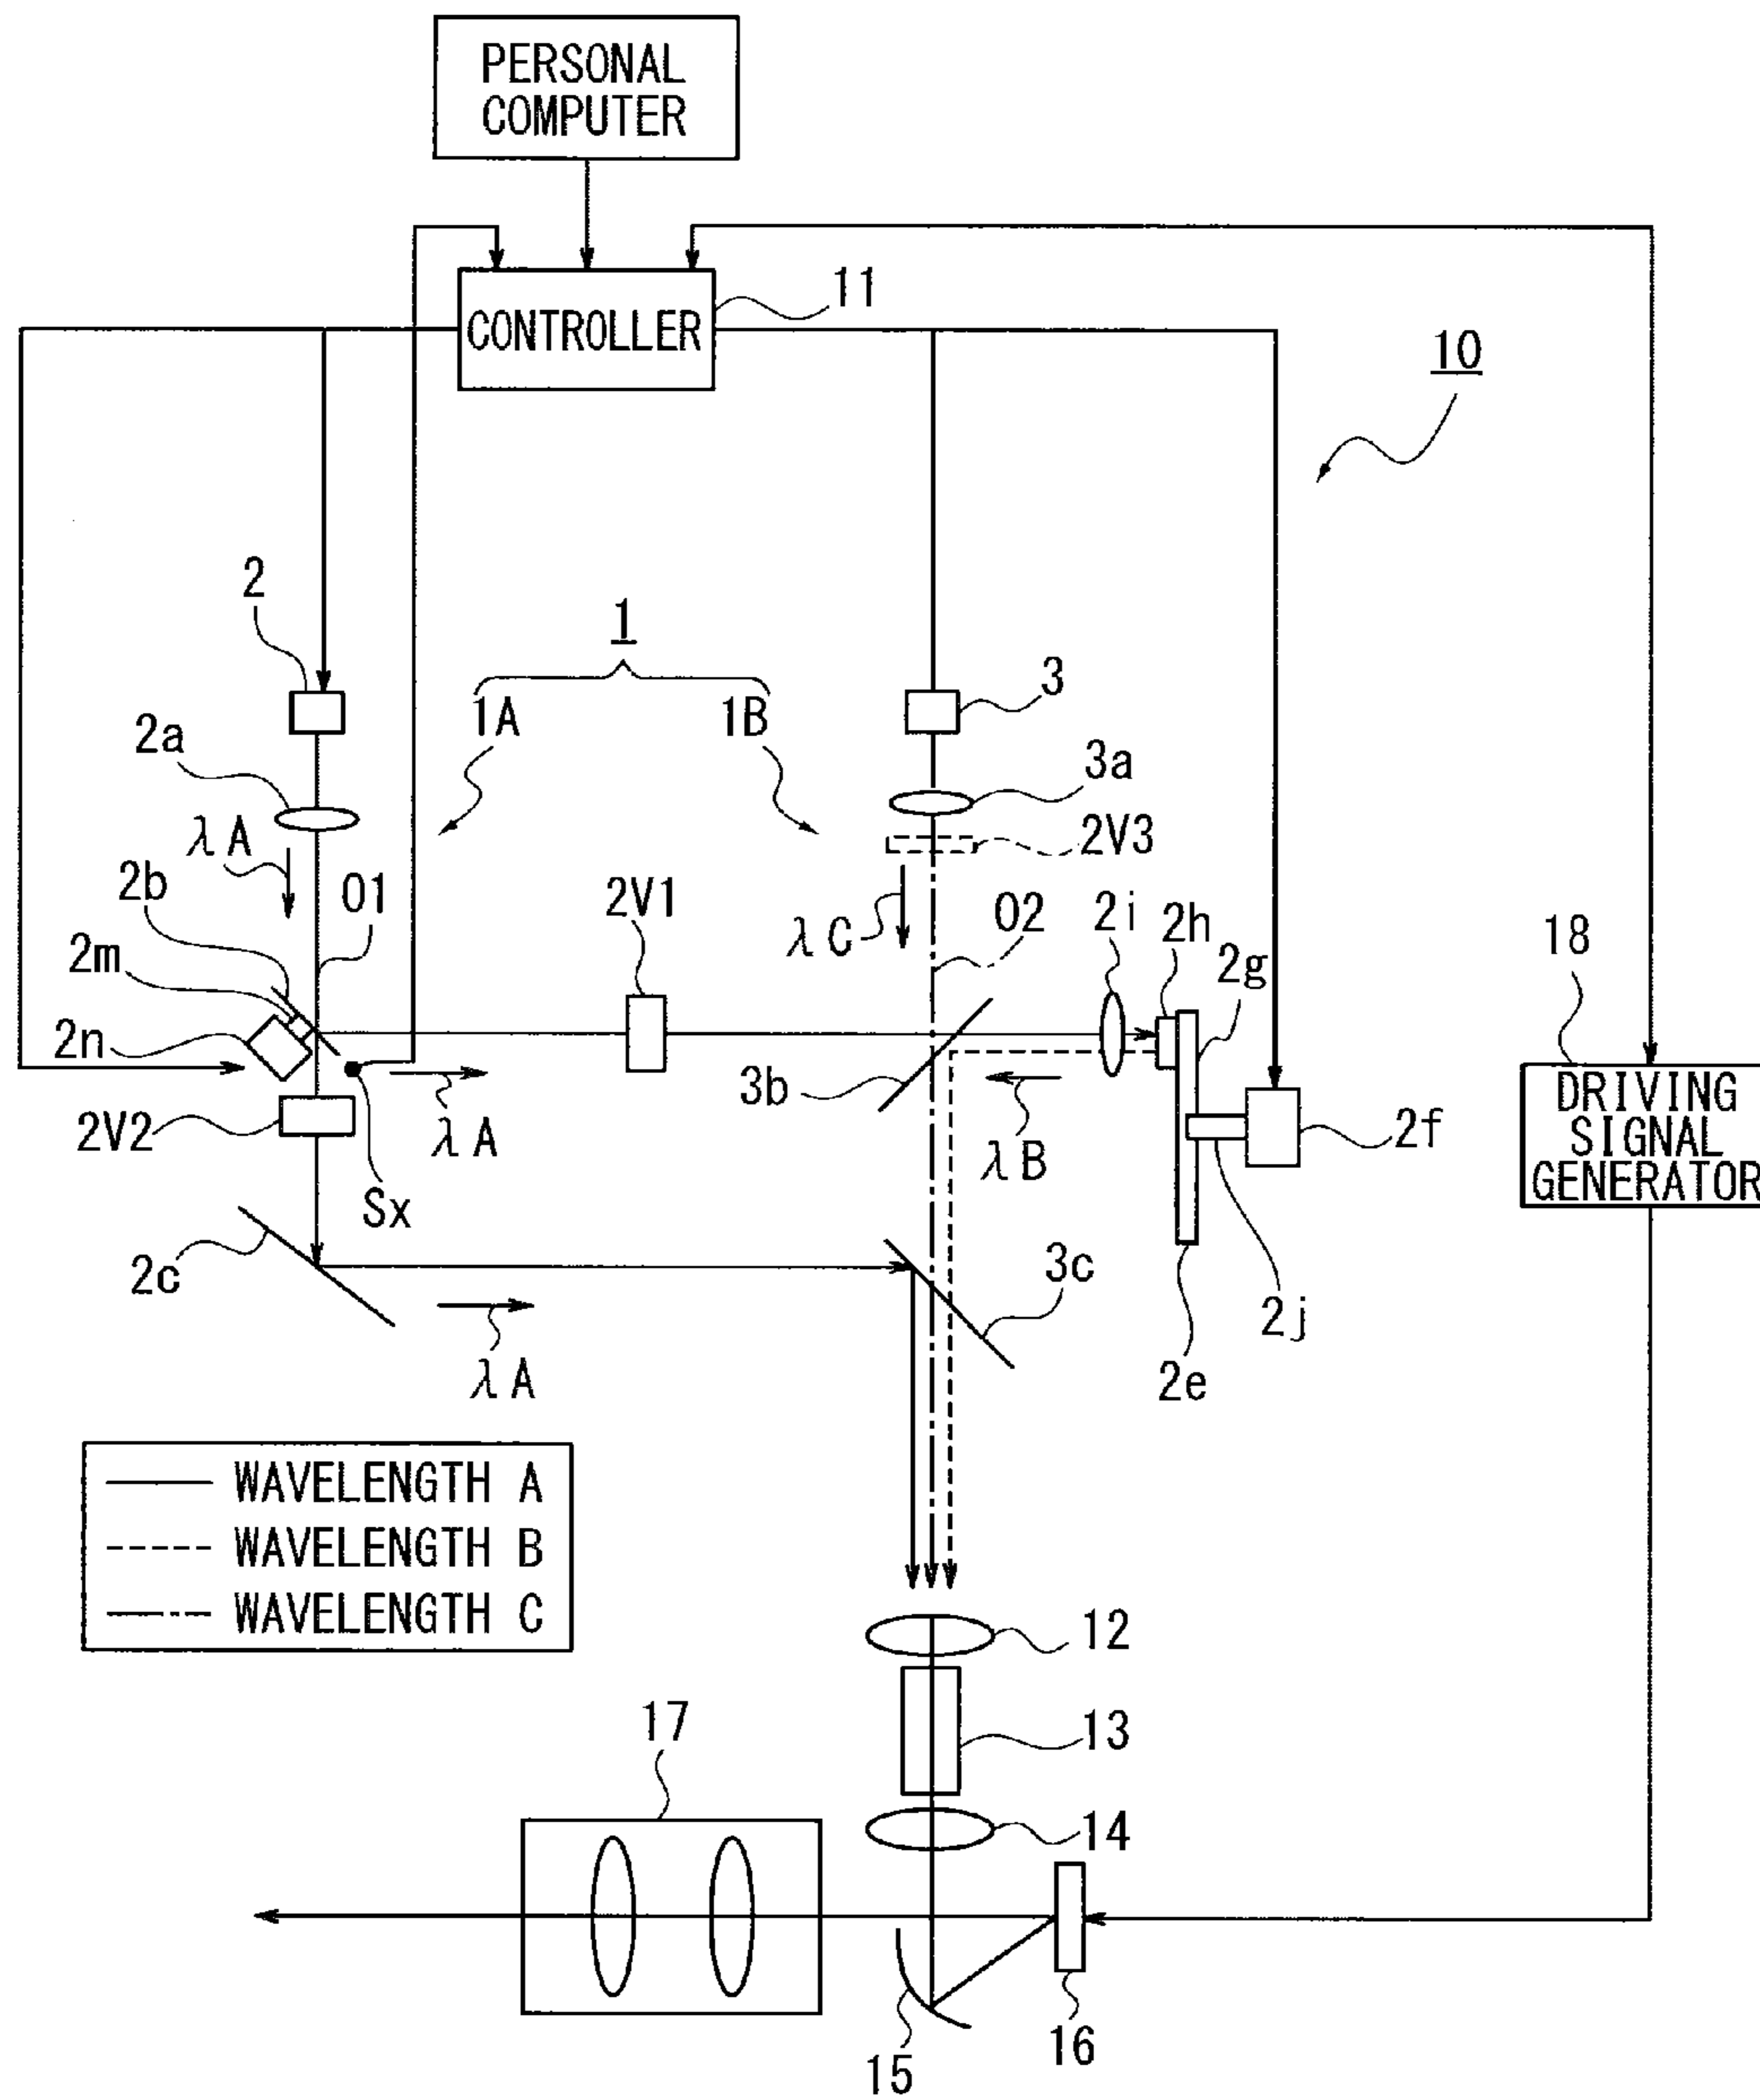 PERSONAL
COMPUTER
CONTROLLER
11
10
2
1
3
1A
1B
2a
3a
λA
2V3
2b
O1
2V1
λC
O2
2i
2h
2m
2g
18
2n
3b
DRIVING
SIGNAL
GENERATOR
2V2
λA
λB
2f
Sx
2c
3c
2j
λA
2e
WAVELENGTH A
WAVELENGTH B
WAVELENGTH C
12
17
13
14
15
16